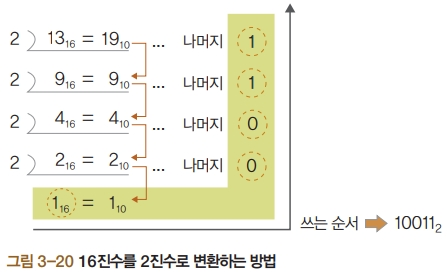 2 ) 13₁₆ = 19₁₀ ... 나머지 1
2 ) 9₁₆ = 9₁₀ ... 나머지 1
2 ) 4₁₆ = 4₁₀ ... 나머지 0
2 ) 2₁₆ = 2₁₀ ... 나머지 0
1₁₆ = 1₁₀
쓰는 순서 ➡ 10011₂
그림 3-20 16진수를 2진수로 변환하는 방법